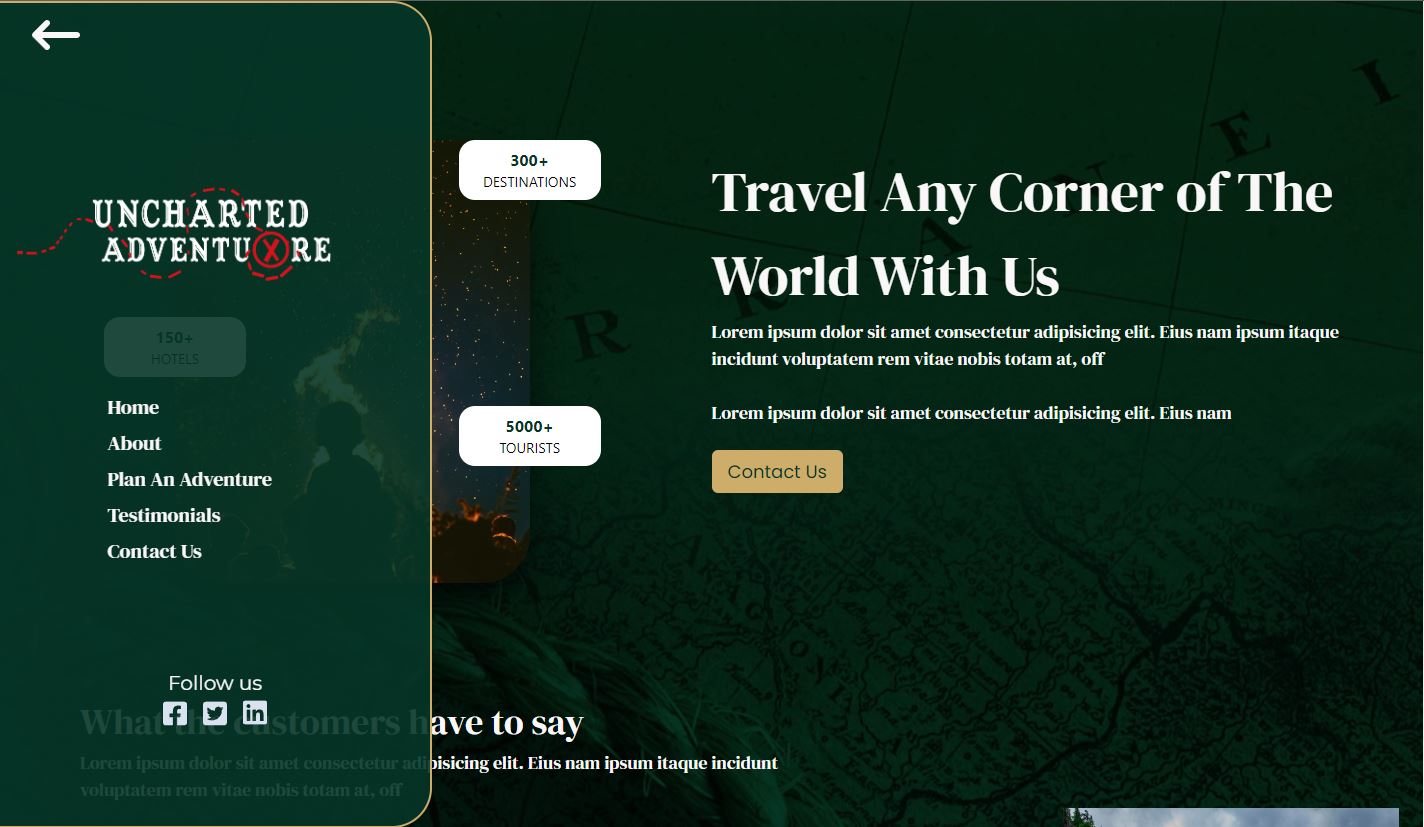 UNCHARTED
ADVENTURE
150+
HOTELS
Home
About
Plan An Adventure
Testimonials
Contact Us
Follow us
300+
DESTINATIONS
5000+
TOURISTS
Travel Any Corner of The
World With Us
Lorem ipsum dolor sit amet consectetur adipisicing elit. Eius nam ipsum itaque
incidunt voluptatem rem vitae nobis totam at, off
Lorem ipsum dolor sit amet consectetur adipisicing elit. Eius nam
Contact Us
What the customers have to say
Lorem ipsum dolor sit amet consectetur adipisicing elit. Eius nam ipsum itaque incidunt
voluptatem rem vitae nobis totam at, off